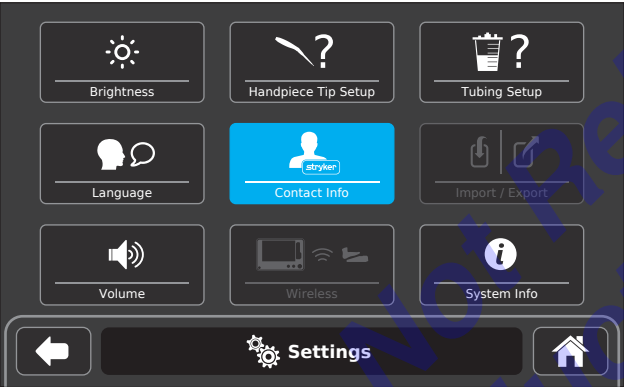 Brightness
Handpiece Tip Setup
Tubing Setup
Language
stryker
Contact Info
Import / Export
Volume
Wireless
System Info
Settings